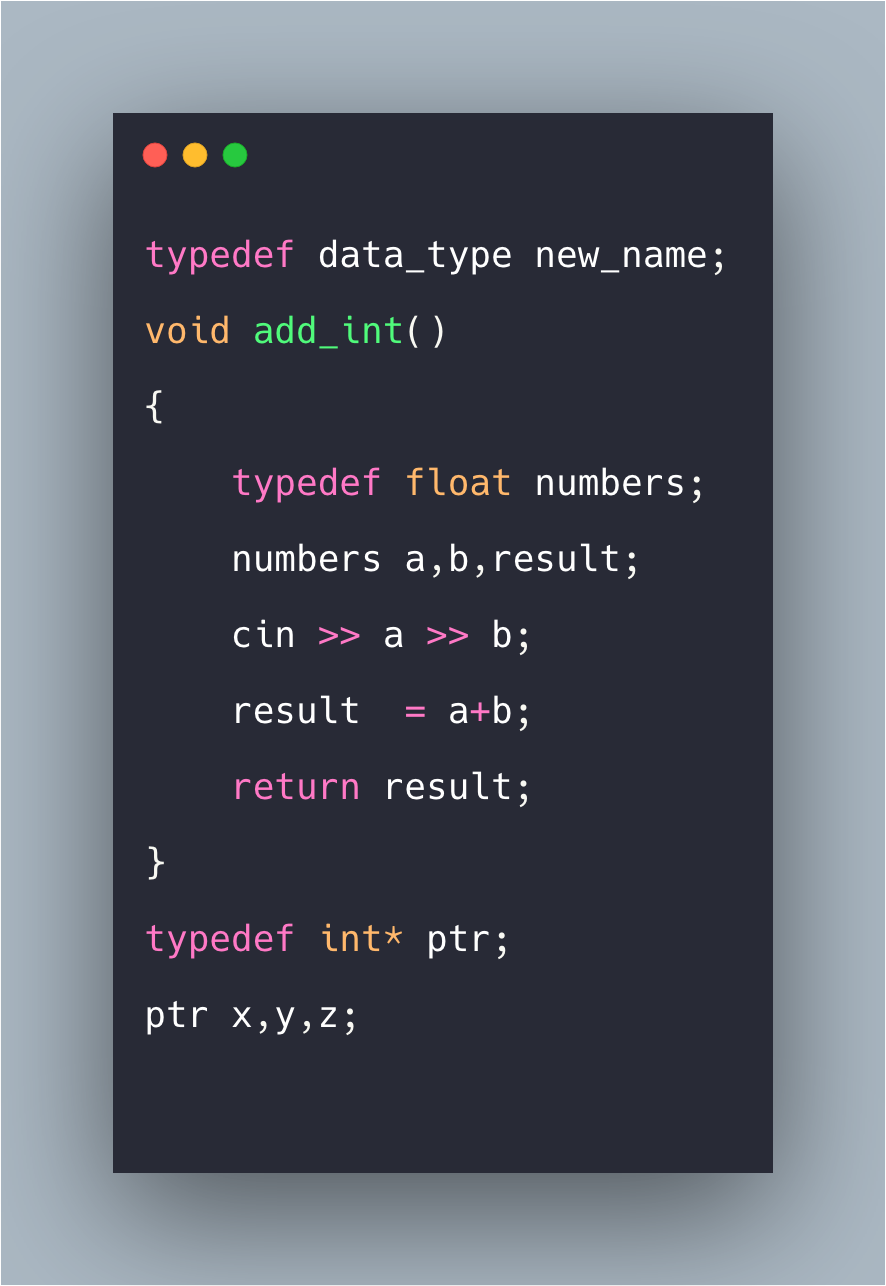 typedef data_type new_name;
void add_int()
{
    typedef float numbers;
    numbers a,b,result;
    cin >> a >> b;
    result  = a+b;
    return result;
}
typedef int* ptr;
ptr x,y,z;